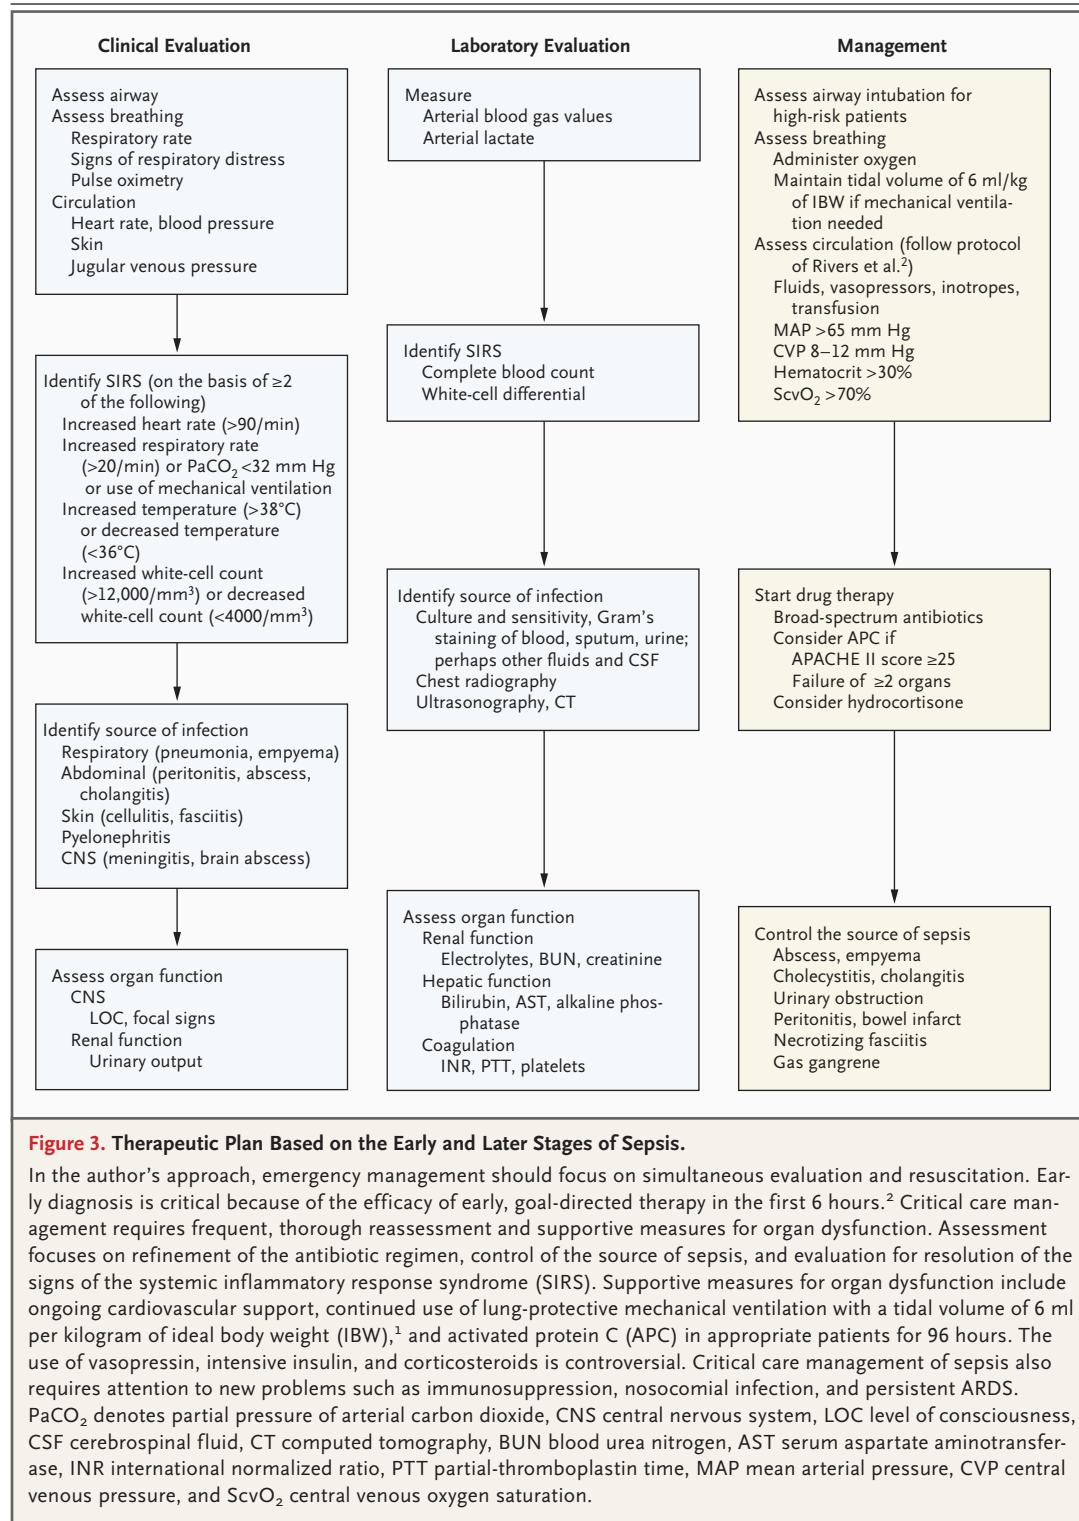 Clinical Evaluation
Assess airway
Assess breathing
Respiratory rate
Signs of respiratory distress
Pulse oximetry
Circulation
Heart rate, blood pressure
Skin
Jugular venous pressure
Identify SIRS (on the basis of ≥2
of the following)
Increased heart rate (>90/min)
Increased respiratory rate
(>20/min) or PaCO₂ <32 mm Hg
or use of mechanical ventilation
Increased temperature (>38°C)
or decreased temperature
(<36°C)
Increased white-cell count
(>12,000/mm³) or decreased
white-cell count (<4000/mm³)
Identify source of infection
Respiratory (pneumonia, empyema)
Abdominal (peritonitis, abscess,
cholangitis)
Skin (cellulitis, fasciitis)
Pyelonephritis
CNS (meningitis, brain abscess)
Assess organ function
CNS
LOC, focal signs
Renal function
Urinary output
Laboratory Evaluation
Measure
Arterial blood gas values
Arterial lactate
Identify SIRS
Complete blood count
White-cell differential
Identify source of infection
Culture and sensitivity, Gram's
staining of blood, sputum, urine;
perhaps other fluids and CSF
Chest radiography
Ultrasonography, CT
Assess organ function
Renal function
Electrolytes, BUN, creatinine
Hepatic function
Bilirubin, AST, alkaline phos-
phatase
Coagulation
INR, PTT, platelets
Management
Assess airway intubation for
high-risk patients
Assess breathing
Administer oxygen
Maintain tidal volume of 6 ml/kg
of IBW if mechanical ventila-
tion needed
Assess circulation (follow protocol
of Rivers et al.²)
Fluids, vasopressors, inotropes,
transfusion
MAP >65 mm Hg
CVP 8–12 mm Hg
Hematocrit >30%
ScvO₂ >70%
Start drug therapy
Broad-spectrum antibiotics
Consider APC if
APACHE II score ≥25
Failure of ≥2 organs
Consider hydrocortisone
Control the source of sepsis
Abscess, empyema
Cholecystitis, cholangitis
Urinary obstruction
Peritonitis, bowel infarct
Necrotizing fasciitis
Gas gangrene
Figure 3. Therapeutic Plan Based on the Early and Later Stages of Sepsis.
In the author's approach, emergency management should focus on simultaneous evaluation and resuscitation. Ear-
ly diagnosis is critical because of the efficacy of early, goal-directed therapy in the first 6 hours.² Critical care man-
agement requires frequent, thorough reassessment and supportive measures for organ dysfunction. Assessment
focuses on refinement of the antibiotic regimen, control of the source of sepsis, and evaluation for resolution of the
signs of the systemic inflammatory response syndrome (SIRS). Supportive measures for organ dysfunction include
ongoing cardiovascular support, continued use of lung-protective mechanical ventilation with a tidal volume of 6 ml
per kilogram of ideal body weight (IBW),¹ and activated protein C (APC) in appropriate patients for 96 hours. The
use of vasopressin, intensive insulin, and corticosteroids is controversial. Critical care management of sepsis also
requires attention to new problems such as immunosuppression, nosocomial infection, and persistent ARDS.
PaCO₂ denotes partial pressure of arterial carbon dioxide, CNS central nervous system, LOC level of consciousness,
CSF cerebrospinal fluid, CT computed tomography, BUN blood urea nitrogen, AST serum aspartate aminotransfer-
ase, INR international normalized ratio, PTT partial-thromboplastin time, MAP mean arterial pressure, CVP central
venous pressure, and ScvO₂ central venous oxygen saturation.